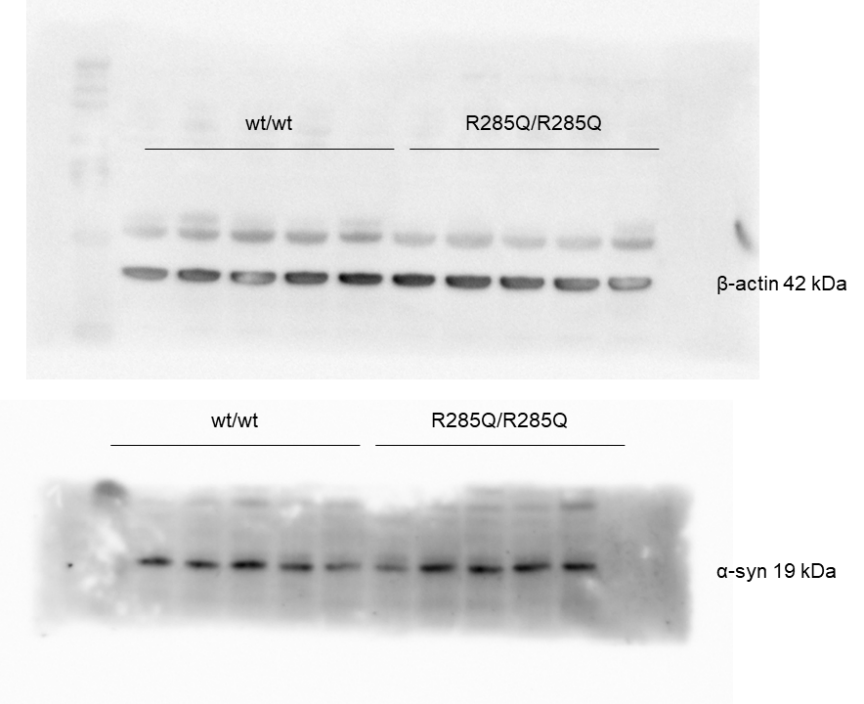 wt/wt R285Q/R285Q
β-actin 42 kDa
wt/wt R285Q/R285Q
α-syn 19 kDa